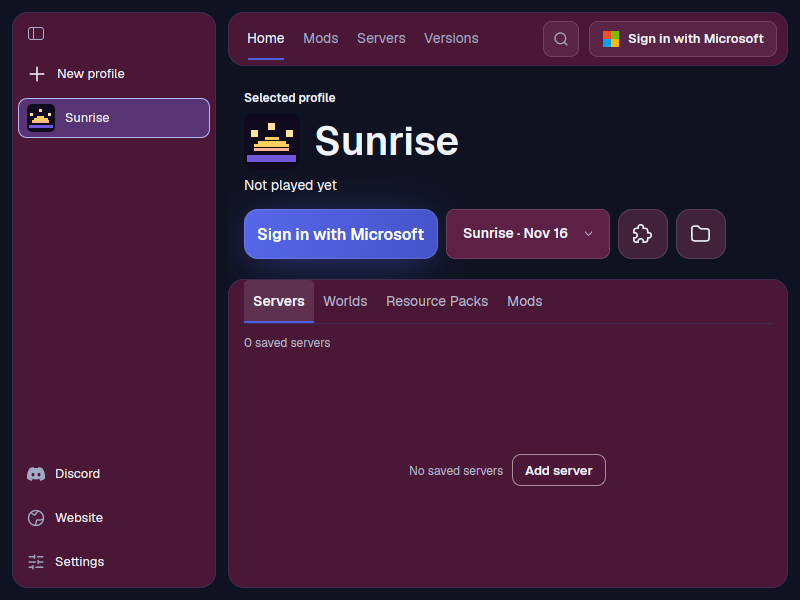 New profile
Sunrise
Discord
Website
Settings
Home
Mods
Servers
Versions
Sign in with Microsoft
Selected profile
Sunrise
Not played yet
Sign in with Microsoft
Sunrise · Nov 16
Servers
Worlds
Resource Packs
Mods
0 saved servers
No saved servers
Add server